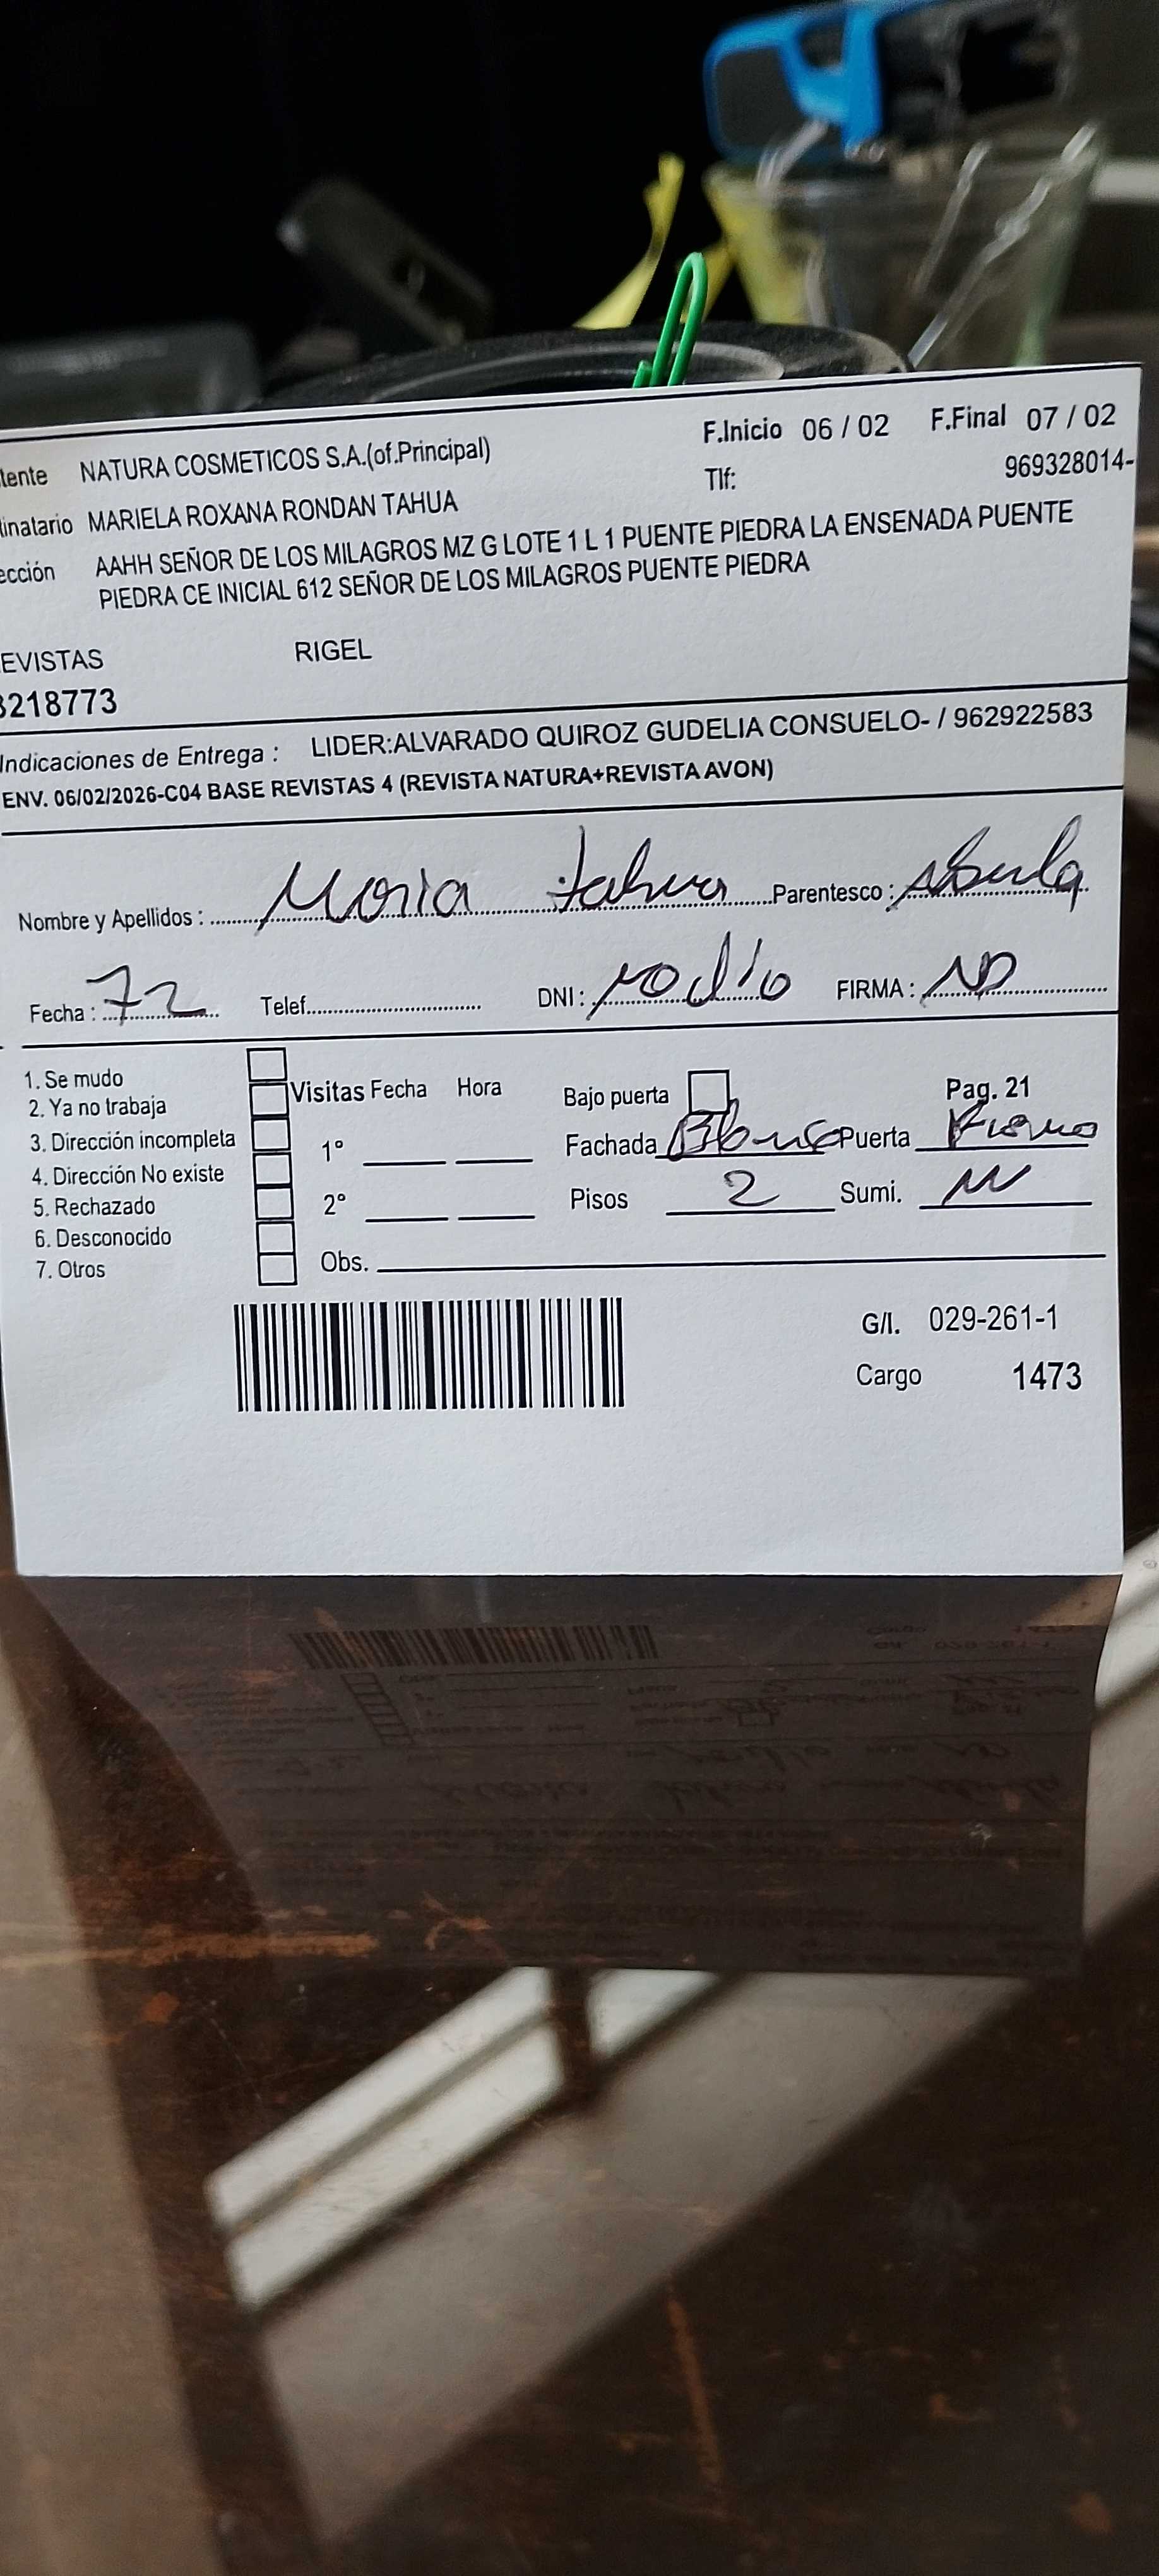 lente NATURA COSMETICOS S.A.(of.Principal) F.Inicio 06 / 02 F.Final 07 / 02
Tlf: 969328014-
tinatario MARIELA ROXANA RONDAN TAHUA
ección AAHH SEÑOR DE LOS MILAGROS MZ G LOTE 1 L 1 PUENTE PIEDRA LA ENSENADA PUENTE
PIEDRA CE INICIAL 612 SEÑOR DE LOS MILAGROS PUENTE PIEDRA
EVISTAS RIGEL
3218773
Indicaciones de Entrega : LIDER:ALVARADO QUIROZ GUDELIA CONSUELO- / 962922583
ENV. 06/02/2026-C04 BASE REVISTAS 4 (REVISTA NATURA+REVISTA AVON)
Nombre y Apellidos : Maria tahua Parentesco : abuela
Fecha : 72 Telef. DNI : no dio FIRMA :
1. Se mudo
2. Ya no trabaja
3. Dirección incompleta
4. Dirección No existe
5. Rechazado
6. Desconocido
7. Otros
Visitas Fecha Hora
1°
2°
Obs.
Bajo puerta Pag. 21
Fachada Blanco Puerta
Pisos 2 Sumi.
G/I. 029-261-1
Cargo 1473